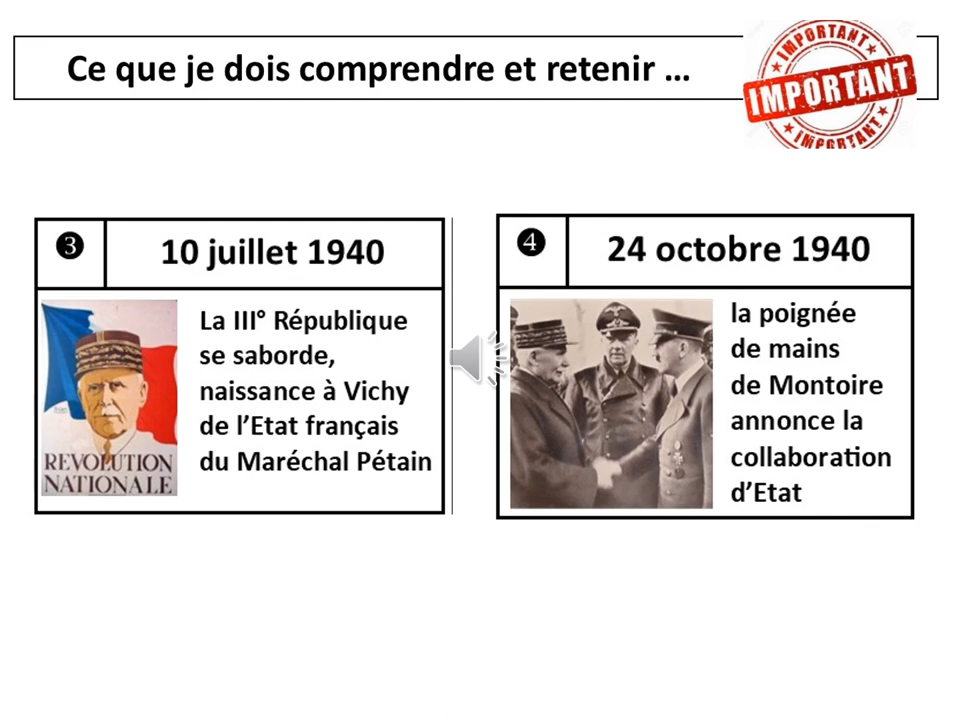 Ce que je dois comprendre et retenir …
IMPORTANT
IMPORTANT
IMPORTANT
❸
10 juillet 1940
La III° République
se saborde,
naissance à Vichy
de l’Etat français
du Maréchal Pétain
REVOLUTION
NATIONALE
❹
24 octobre 1940
la poignée
de mains
de Montoire
annonce la
collaboration
d’Etat